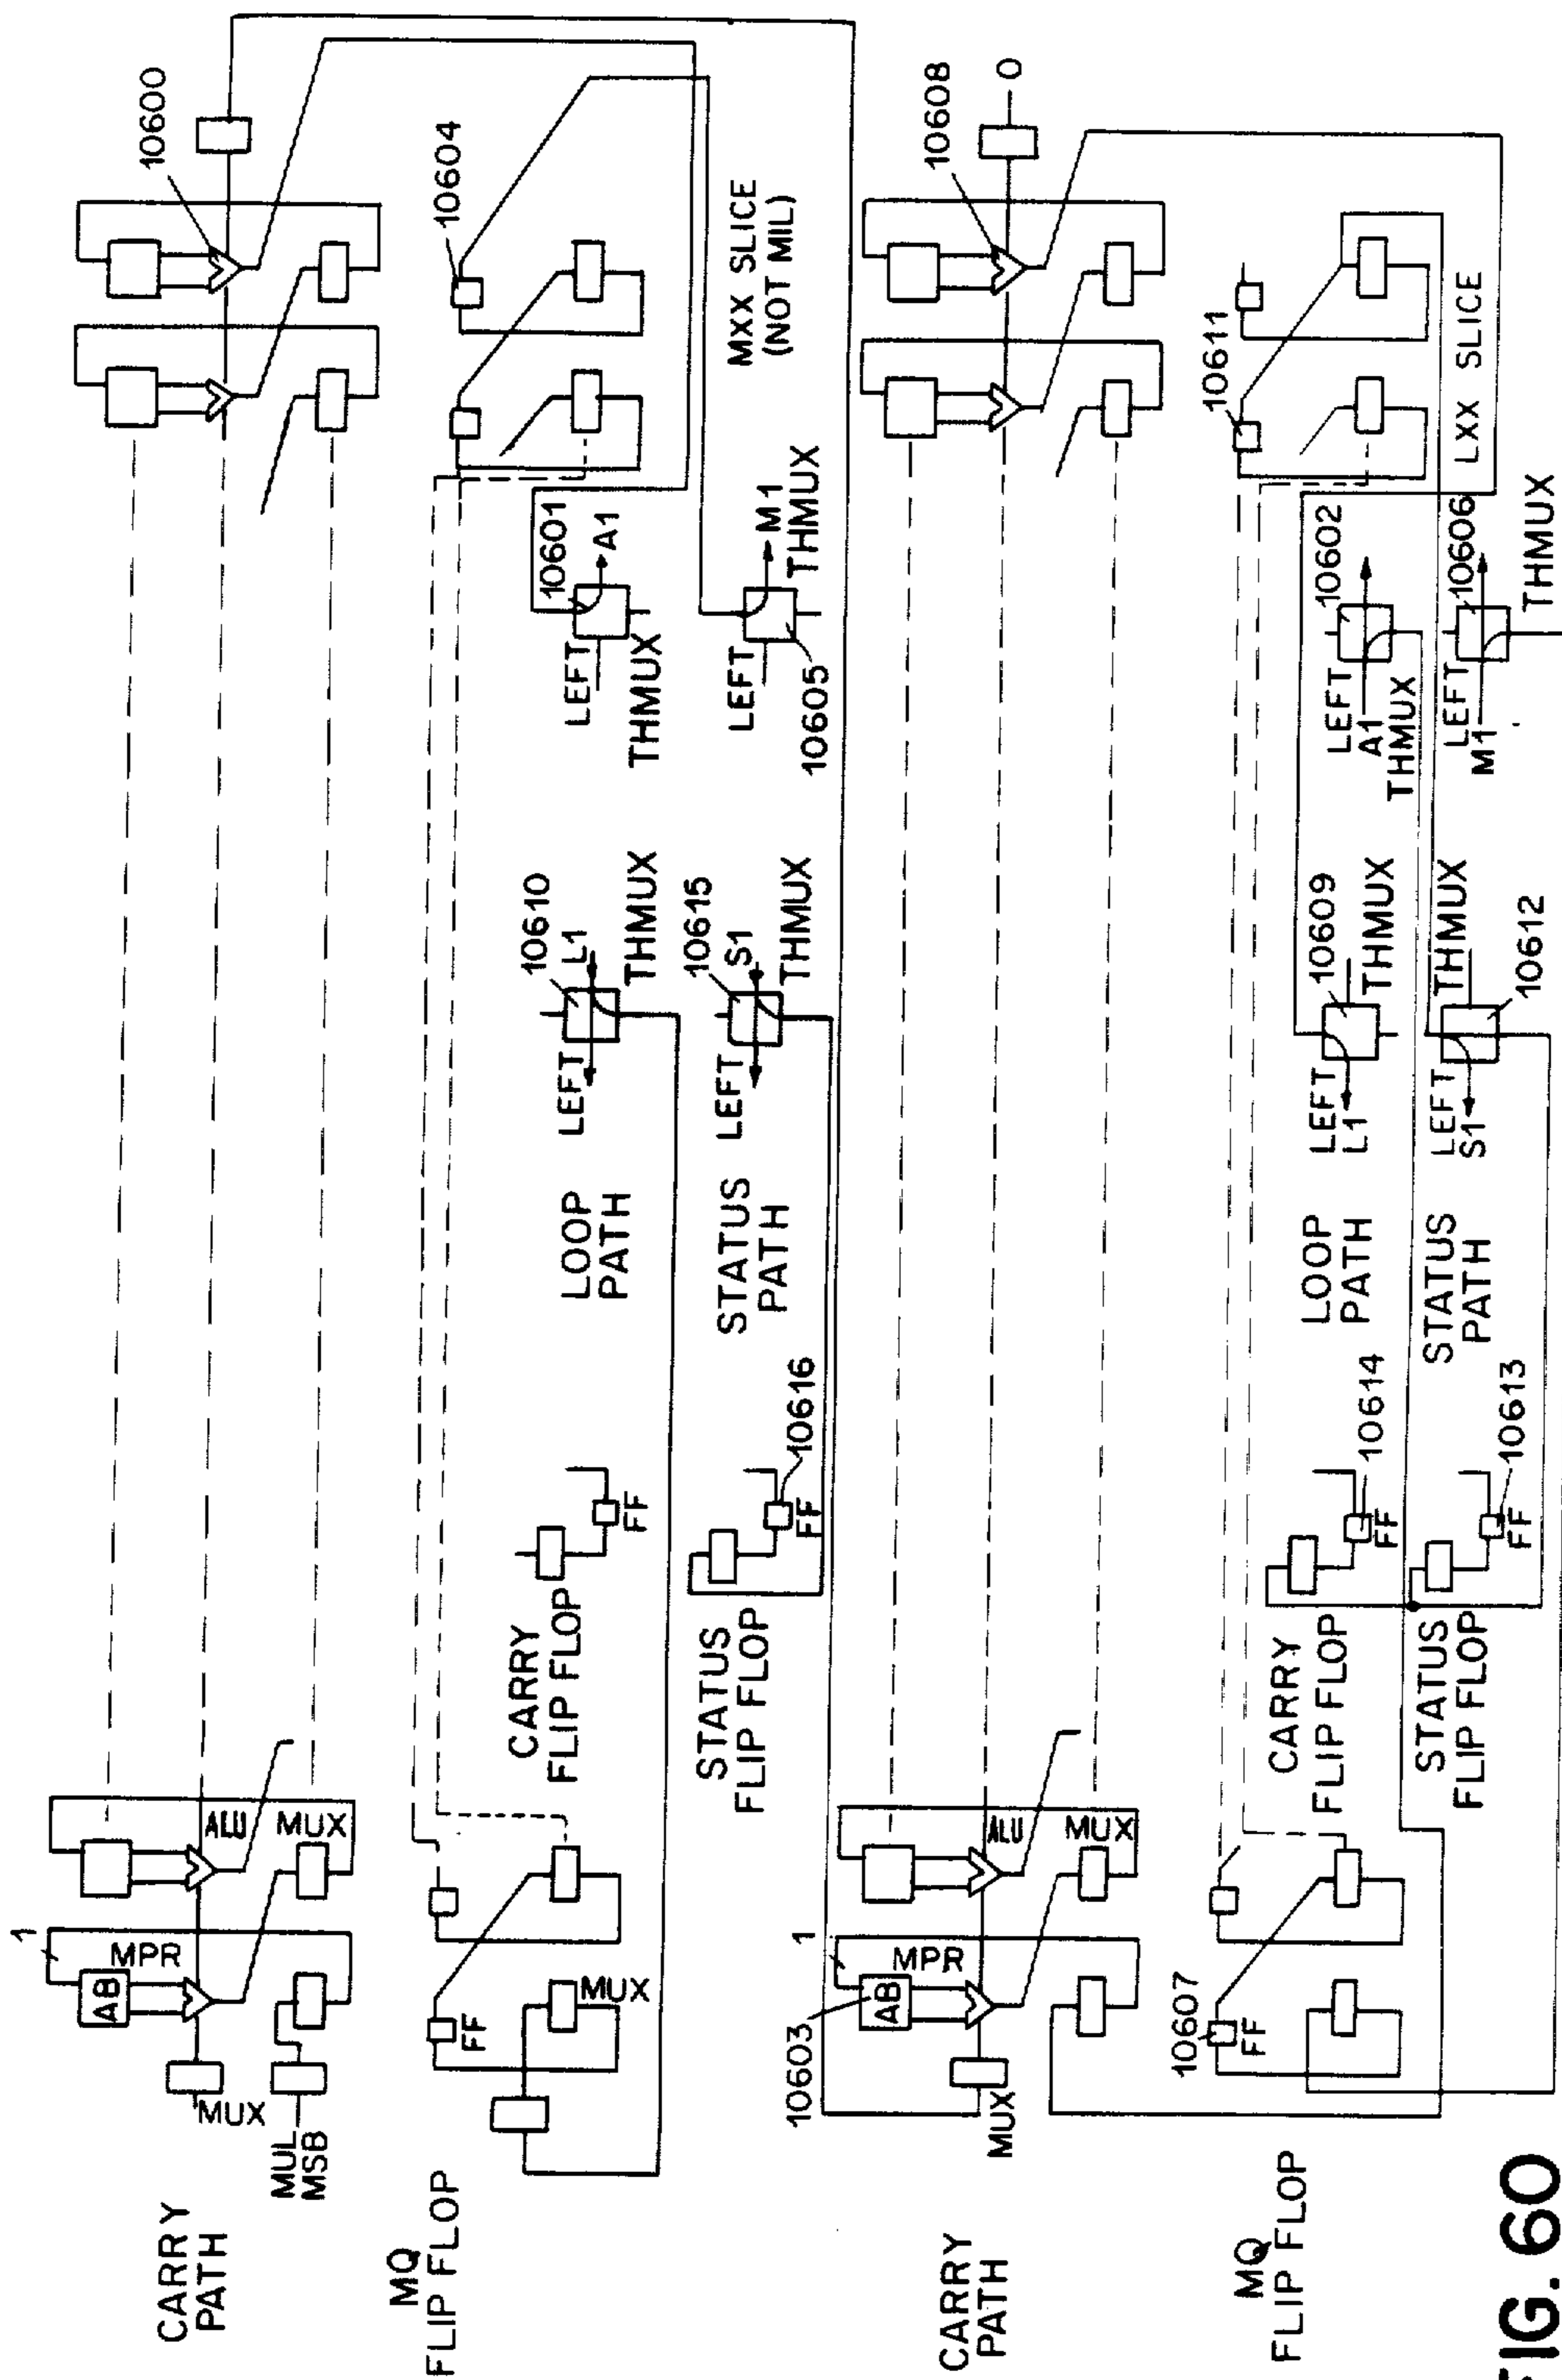 CARRY
PATH
1
AB
MPR
ALU
MUX
MUX
MUL
MSB
10600
MQ
FLIP FLOP
FF
MUX
10604
CARRY
FLIP FLOP
FF
LOOP
PATH
10610
L1
LEFT
THMUX
10601
A1
LEFT
THMUX
STATUS
FLIP FLOP
FF
10616
STATUS
PATH
10615
S1
LEFT
THMUX
LEFT
M1
THMUX
10605
MXX SLICE
(NOT MIL)
CARRY
PATH
10603
1
AB
MPR
ALU
MUX
MUX
10608
O
MQ
FLIP FLOP
10607
FF
10611
CARRY
FLIP FLOP
FF
10614
LOOP
PATH
LEFT
L1
10609
THMUX
LEFT
A1
THMUX
10602
LXX SLICE
STATUS
FLIP FLOP
FF
10613
STATUS
PATH
LEFT
S1
THMUX
10612
LEFT
M1
10606
THMUX
FIG. 60